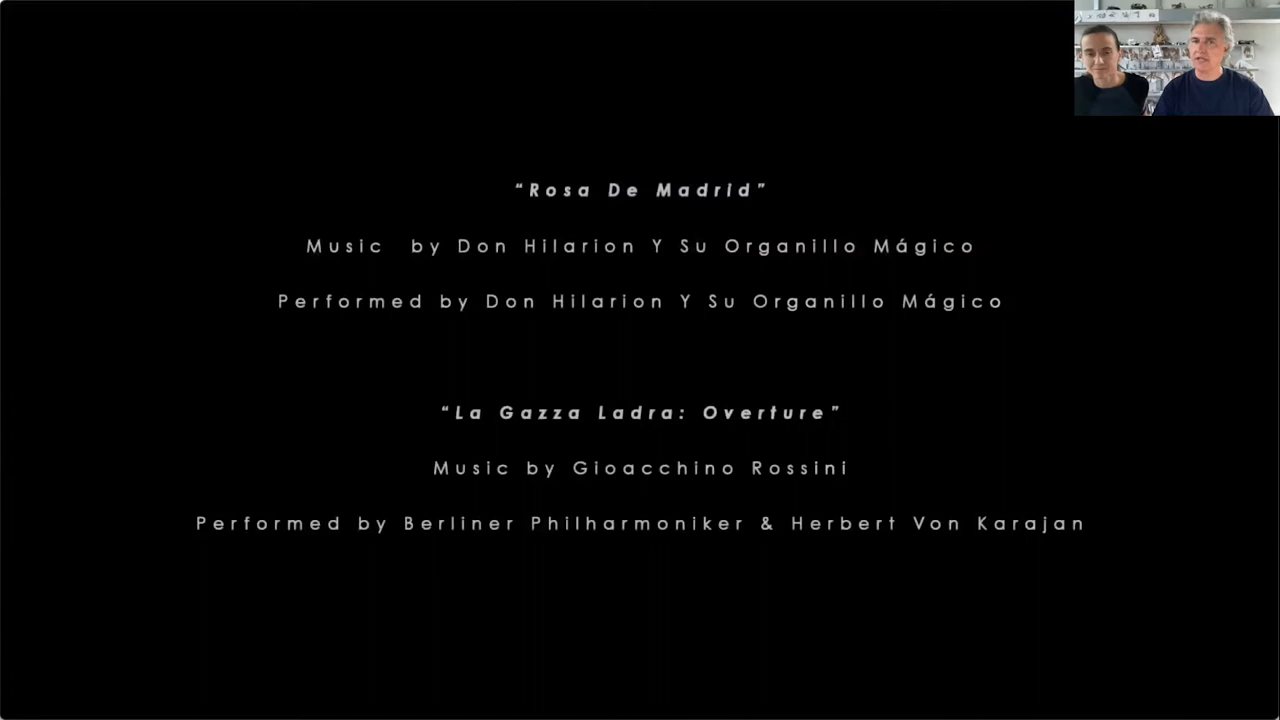 “Rosa De Madrid”
Music by Don Hilarion Y Su Organillo Mágico
Performed by Don Hilarion Y Su Organillo Mágico
“La Gazza Ladra: Overture”
Music by Gioacchino Rossini
Performed by Berliner Philharmoniker & Herbert Von Karajan